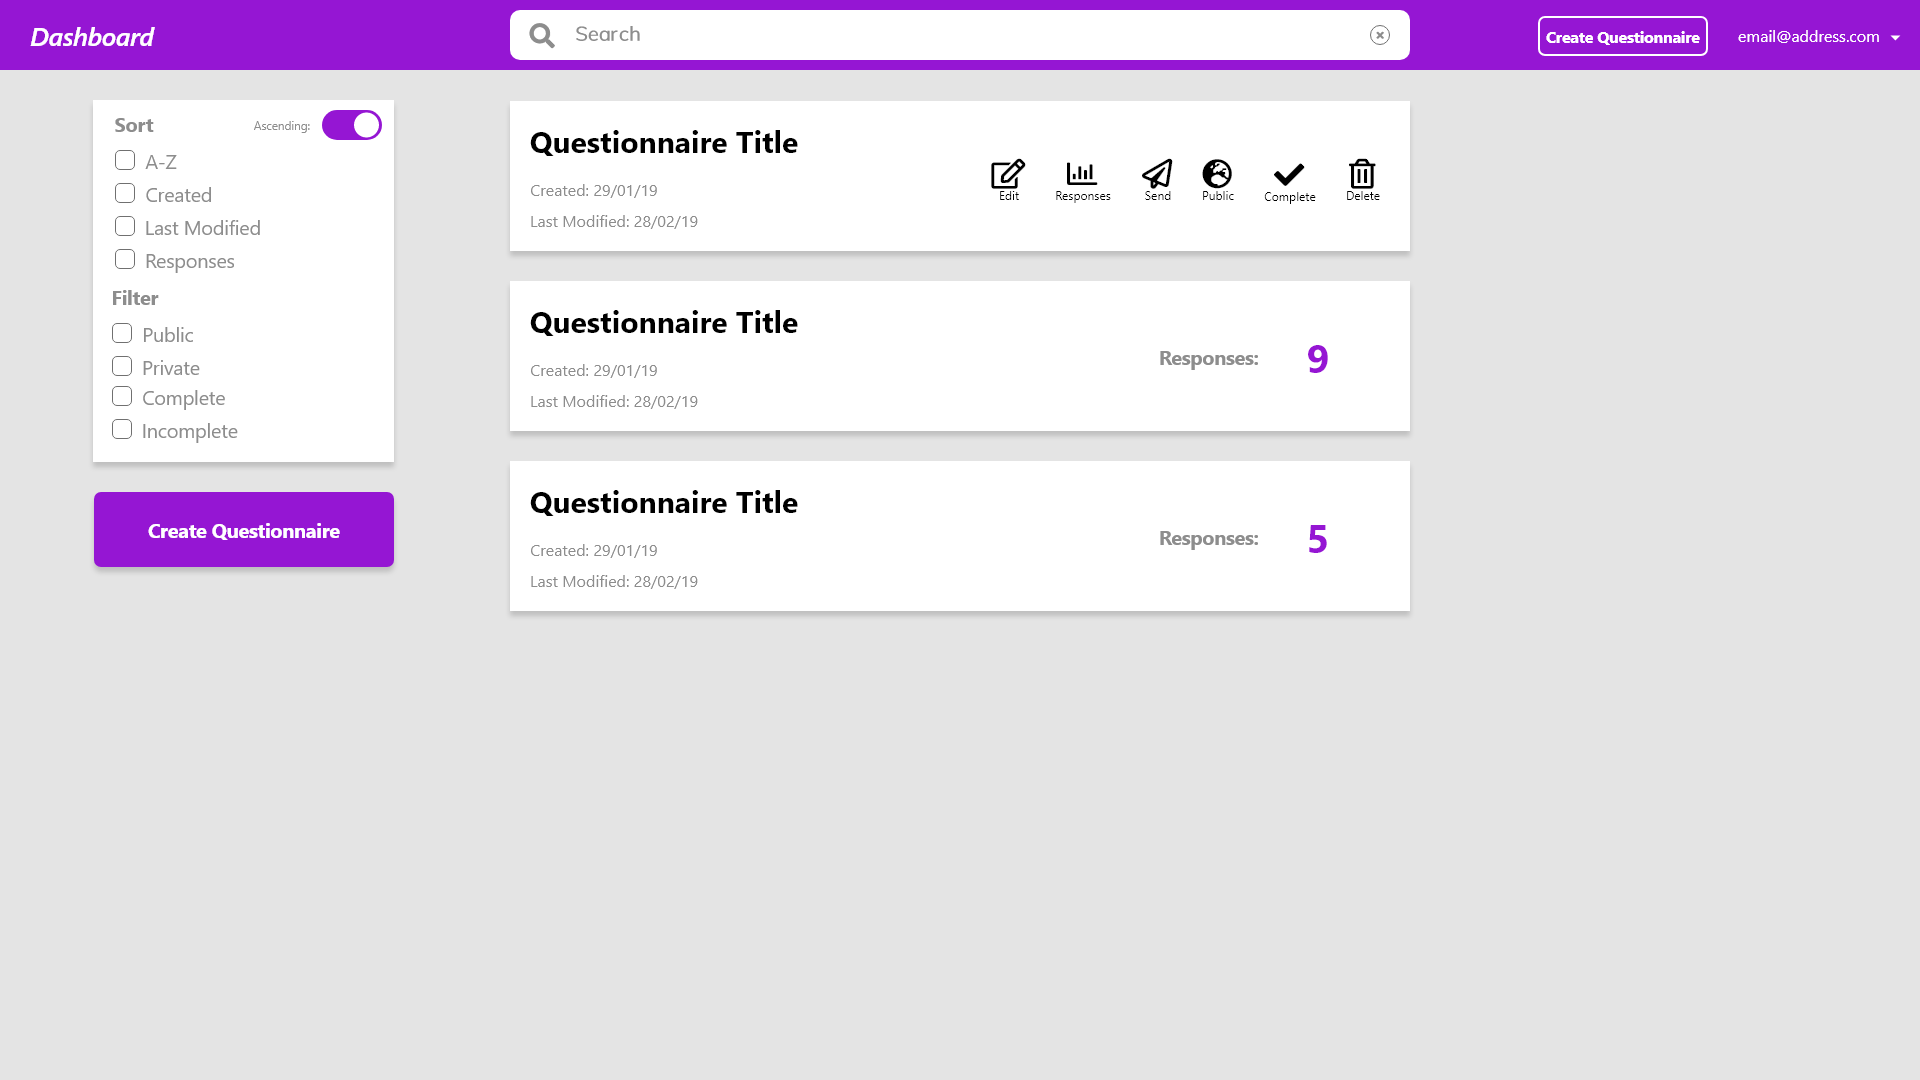 Dashboard
Search
Create Questionnaire
email@address.com
Sort
Ascending:
A-Z
Created
Last Modified
Responses
Filter
Public
Private
Complete
Incomplete
Create Questionnaire
Questionnaire Title
Created: 29/01/19
Last Modified: 28/02/19
Edit
Responses
Send
Public
Complete
Delete
Questionnaire Title
Created: 29/01/19
Last Modified: 28/02/19
Responses: 9
Questionnaire Title
Created: 29/01/19
Last Modified: 28/02/19
Responses: 5